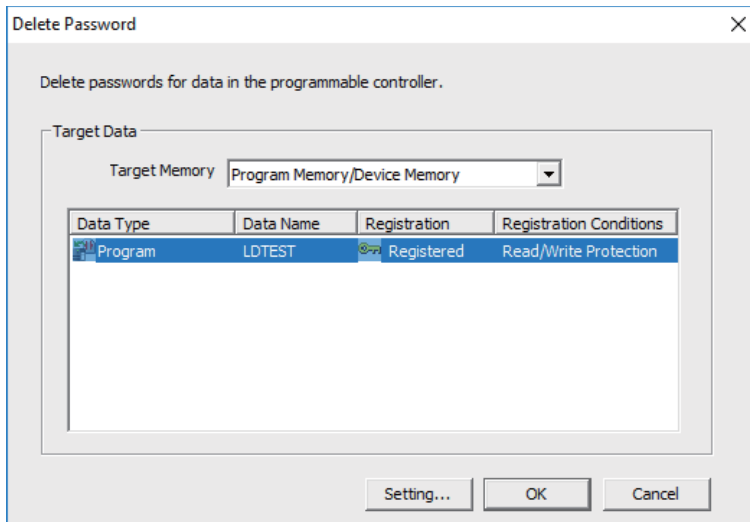 Delete Password
Delete passwords for data in the programmable controller.
Target Data
Target Memory Program Memory/Device Memory
Data Type Data Name Registration Registration Conditions
Program LDTEST Registered Read/Write Protection
Setting... OK Cancel